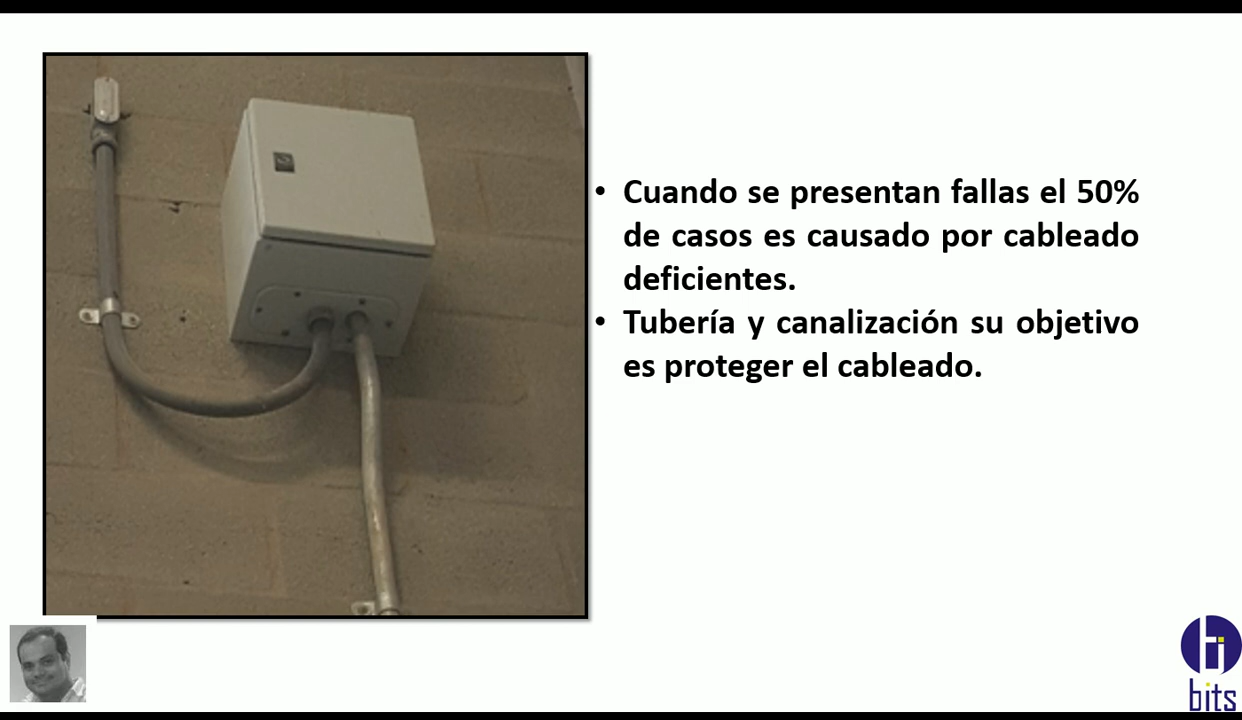 • Cuando se presentan fallas el 50%
de casos es causado por cableado
deficientes.
• Tubería y canalización su objetivo
es proteger el cableado.
bits